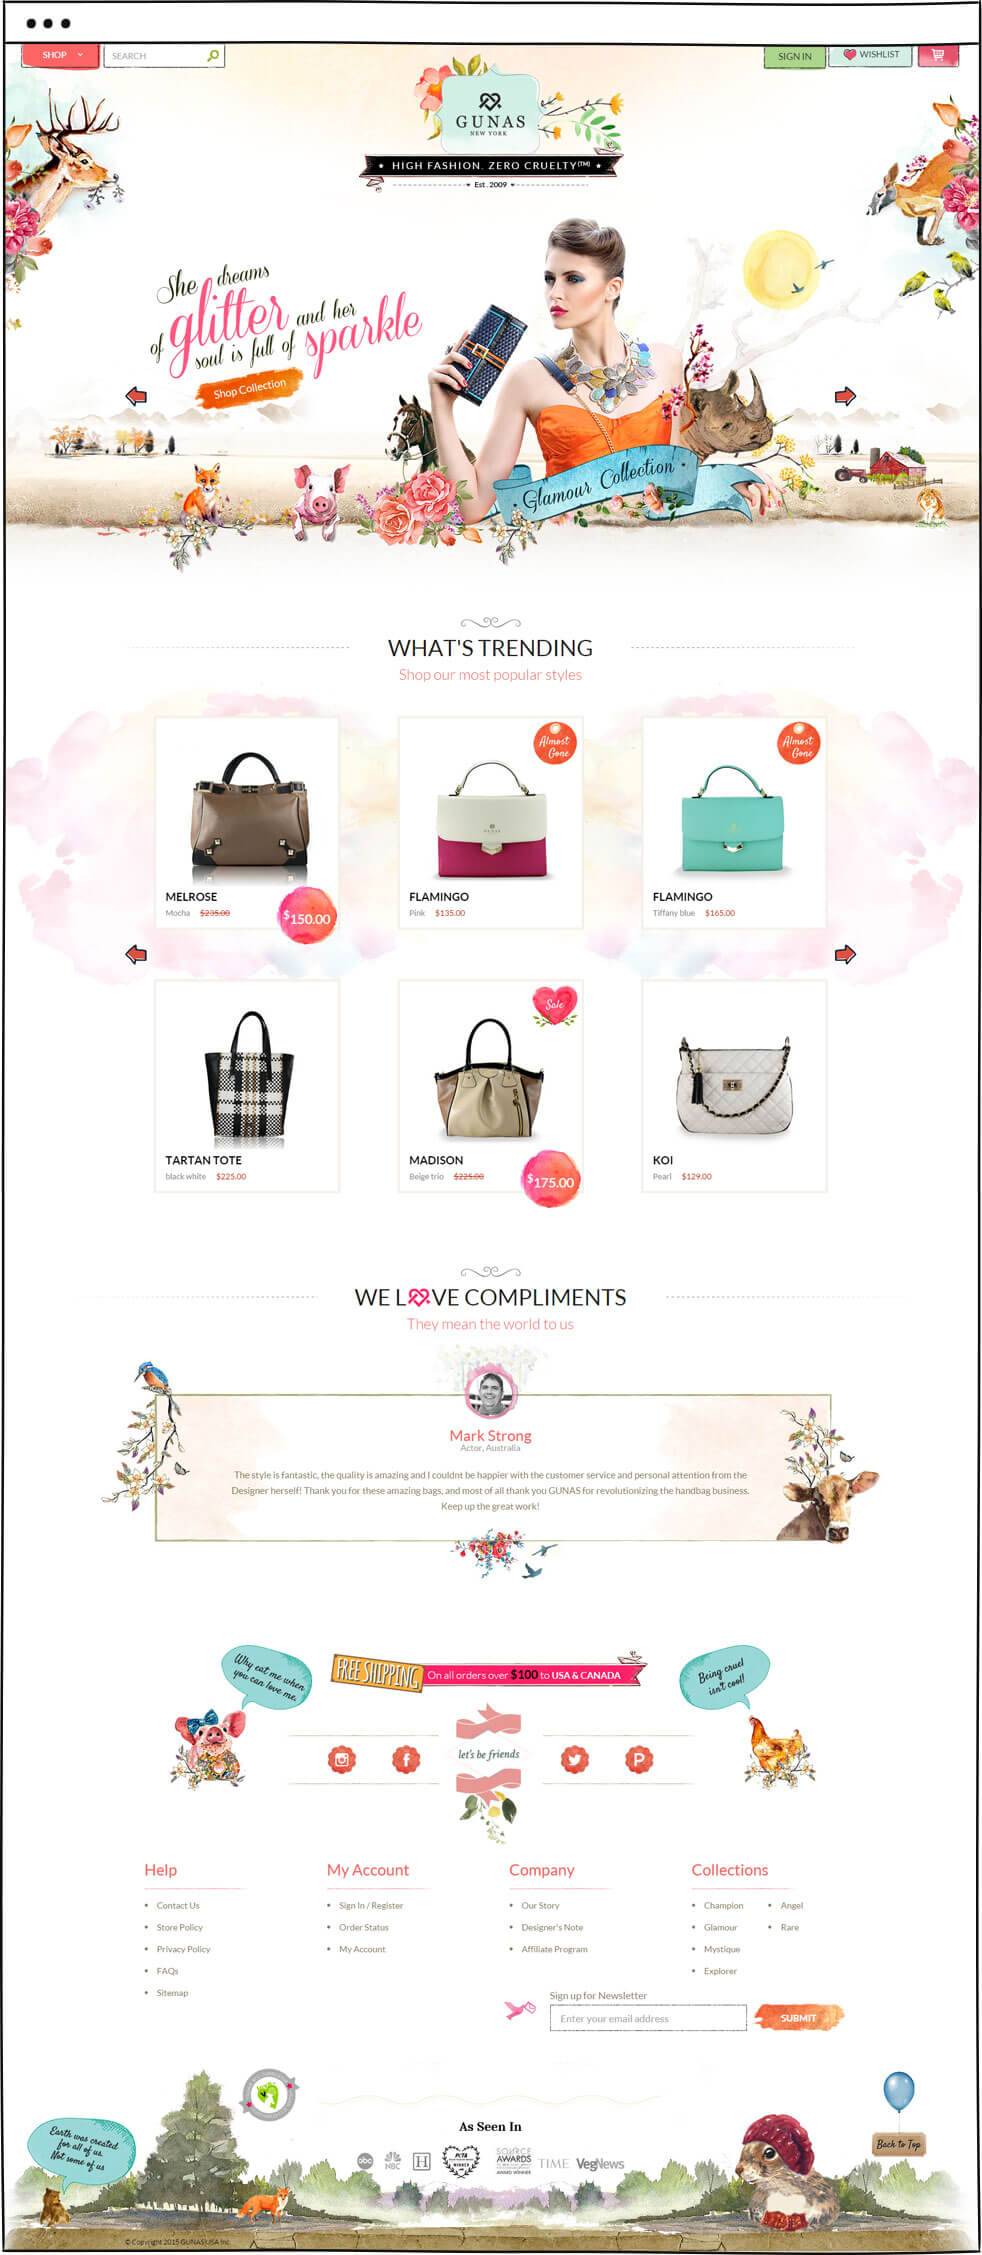 SHOP
SEARCH
SIGN IN
WISHLIST
GUNAS
NEW YORK
HIGH FASHION. ZERO CRUELTY(TM)
Est. 2009
She dreams
of glitter and her
soul is full of sparkle
Shop Collection
Glamour Collection
WHAT'S TRENDING
Shop our most popular styles
MELROSE
Mocha $235.00
$150.00
Almost
Gone
GUNAS
FLAMINGO
Pink $135.00
Almost
Gone
FLAMINGO
Tiffany blue $165.00
TARTAN TOTE
black white $225.00
Sale
MADISON
Beige trio $225.00
$175.00
KOI
Pearl $129.00
WE LOVE COMPLIMENTS
They mean the world to us
Mark Strong
Actor, Australia
The style is fantastic, the quality is amazing and I couldnt be happier with the customer service and personal attention from the
Designer herself! Thank you for these amazing bags, and most of all thank you GUNAS for revolutionizing the handbag business.
Keep up the great work!
Why eat me when
you can love me.
FREE SHIPPING On all orders over $100 to USA & CANADA
Being cruel
isn't cool!
let's be friends
Help
Contact Us
Store Policy
Privacy Policy
FAQs
Sitemap
My Account
Sign In / Register
Order Status
My Account
Company
Our Story
Designer's Note
Affiliate Program
Collections
Champion
Glamour
Mystique
Explorer
Angel
Rare
Sign up for Newsletter
Enter your email address
SUBMIT
Earth was created
for all of us.
Not some of us
As Seen In
abc
NBC
H
PETA
WINNER
SOURCE
AWARDS
AWARD WINNER
TIME
VegNews
Back to Top
© Copyright 2015 GUNAS USA Inc.